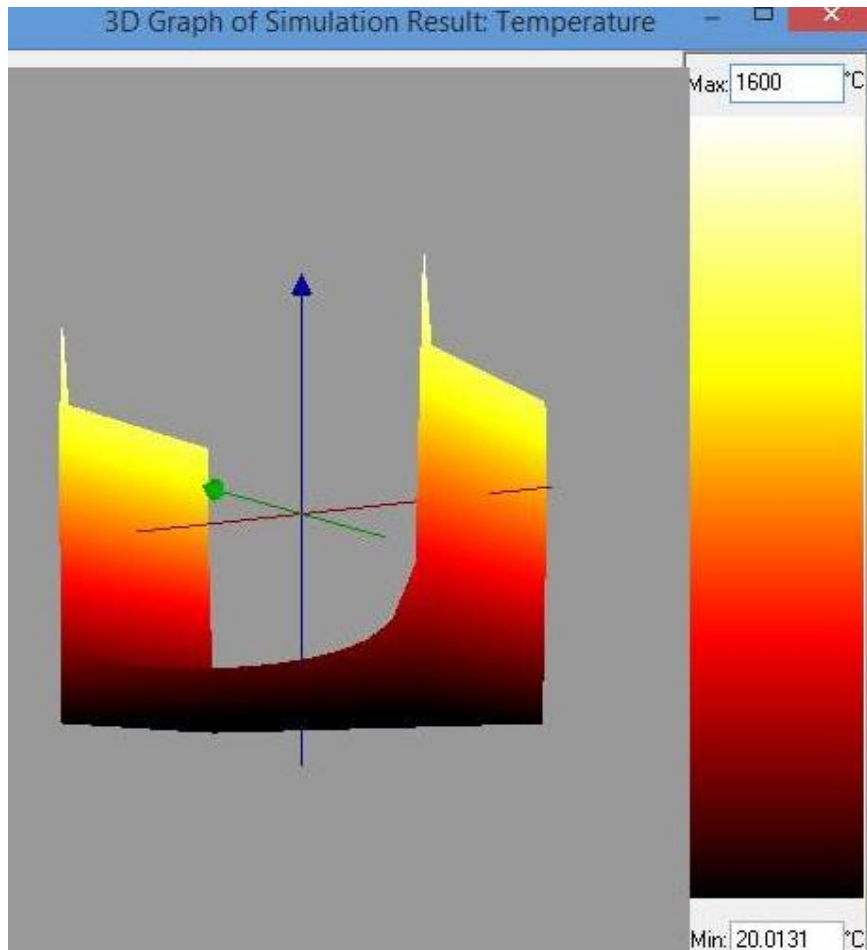 3D Graph of Simulation Result: Temperature
Max: 1600 °C
Min: 20.0131 °C